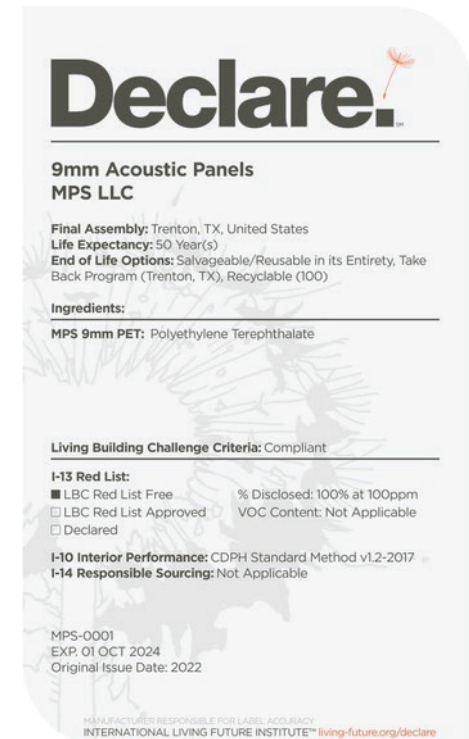 Declare.
SM
9mm Acoustic Panels
MPS LLC
Final Assembly: Trenton, TX, United States
Life Expectancy: 50 Year(s)
End of Life Options: Salvageable/Reusable in its Entirety, Take
Back Program (Trenton, TX), Recyclable (100)
Ingredients:
MPS 9mm PET: Polyethylene Terephthalate
Living Building Challenge Criteria: Compliant
I-13 Red List:
LBC Red List Free % Disclosed: 100% at 100ppm
LBC Red List Approved VOC Content: Not Applicable
Declared
I-10 Interior Performance: CDPH Standard Method v1.2-2017
I-14 Responsible Sourcing: Not Applicable
MPS-0001
EXP. 01 OCT 2024
Original Issue Date: 2022
MANUFACTURER RESPONSIBLE FOR LABEL ACCURACY
INTERNATIONAL LIVING FUTURE INSTITUTE™ living-future.org/declare